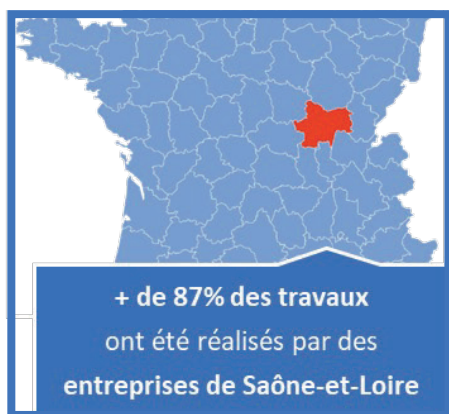 + de 87% des travaux
ont été réalisés par des
entreprises de Saône-et-Loire